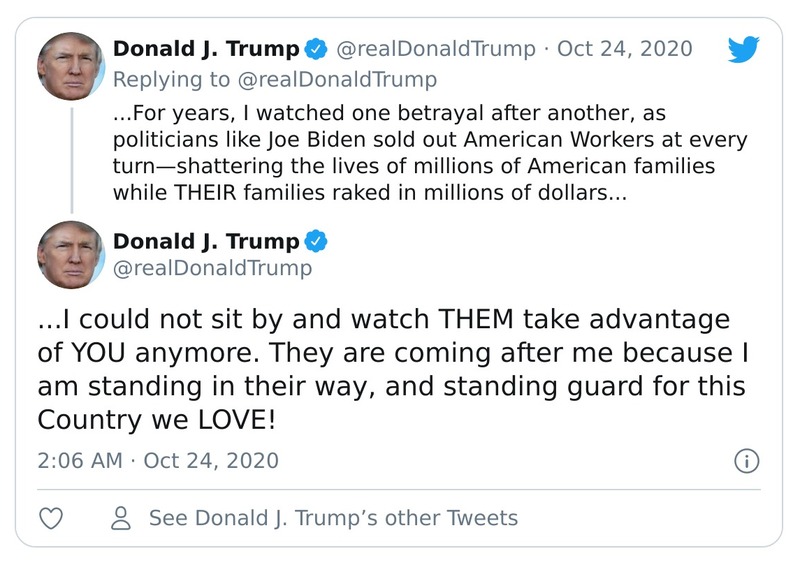 Donald J. Trump @realDonaldTrump · Oct 24, 2020
Replying to @realDonaldTrump
...For years, I watched one betrayal after another, as
politicians like Joe Biden sold out American Workers at every
turn—shattering the lives of millions of American families
while THEIR families raked in millions of dollars...
Donald J. Trump
@realDonaldTrump
...I could not sit by and watch THEM take advantage
of YOU anymore. They are coming after me because I
am standing in their way, and standing guard for this
Country we LOVE!
2:06 AM · Oct 24, 2020
See Donald J. Trump’s other Tweets